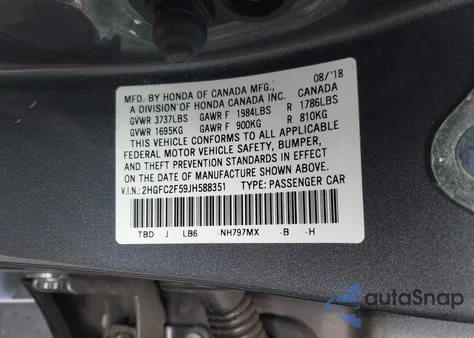 MFD. BY HONDA OF CANADA MFG., 08/'18
A DIVISION OF HONDA CANADA INC. CANADA
GVWR 3737LBS GAWR F 1984LBS R 1786LBS
GVWR 1695KG GAWR F 900KG R 810KG
THIS VEHICLE CONFORMS TO ALL APPLICABLE
FEDERAL MOTOR VEHICLE SAFETY, BUMPER,
AND THEFT PREVENTION STANDARDS IN EFFECT
ON THE DATE OF MANUFACTURE SHOWN ABOVE.
V.I.N: 2HGFC2F59JH588351 TYPE: PASSENGER CAR
TBD J LB6 -NH797MX -B -H
autoSnap